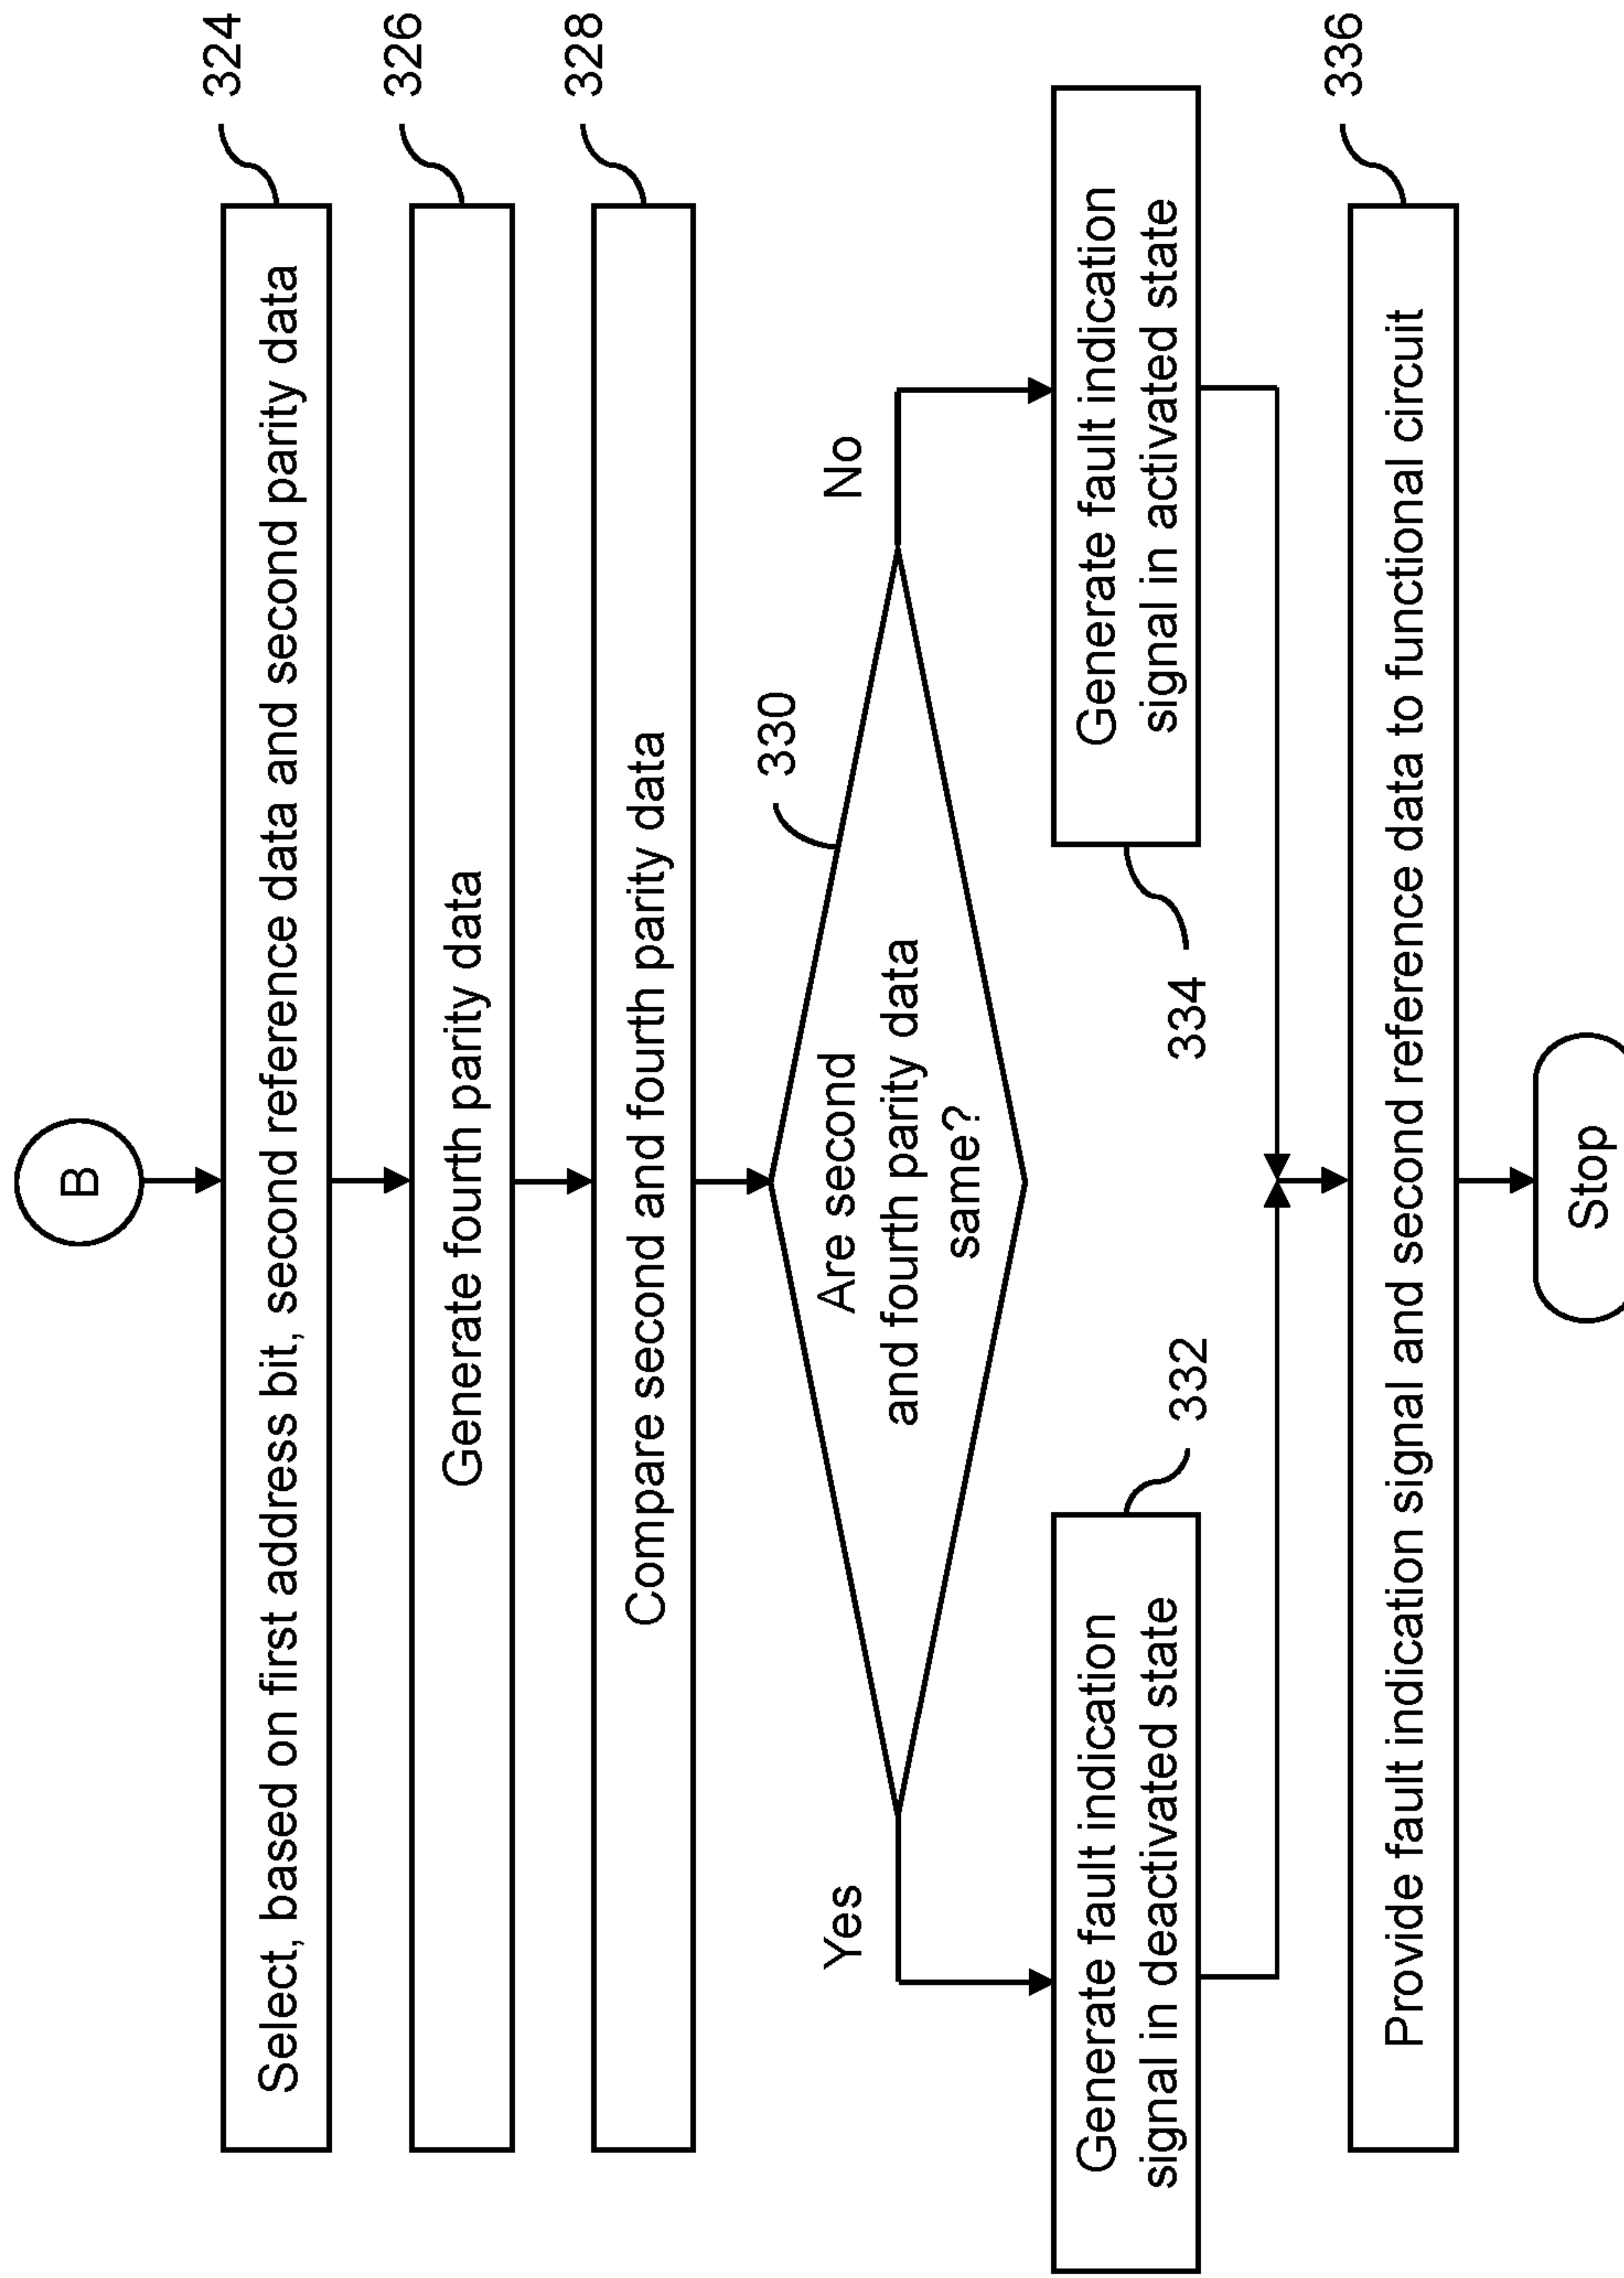 B
324
Select, based on first address bit, second reference data and second parity data
326
Generate fourth parity data
328
Compare second and fourth parity data
330
Are second
and fourth parity data
same?
Yes
No
332
Generate fault indication
signal in deactivated state
334
Generate fault indication
signal in activated state
336
Provide fault indication signal and second reference data to functional circuit
Stop